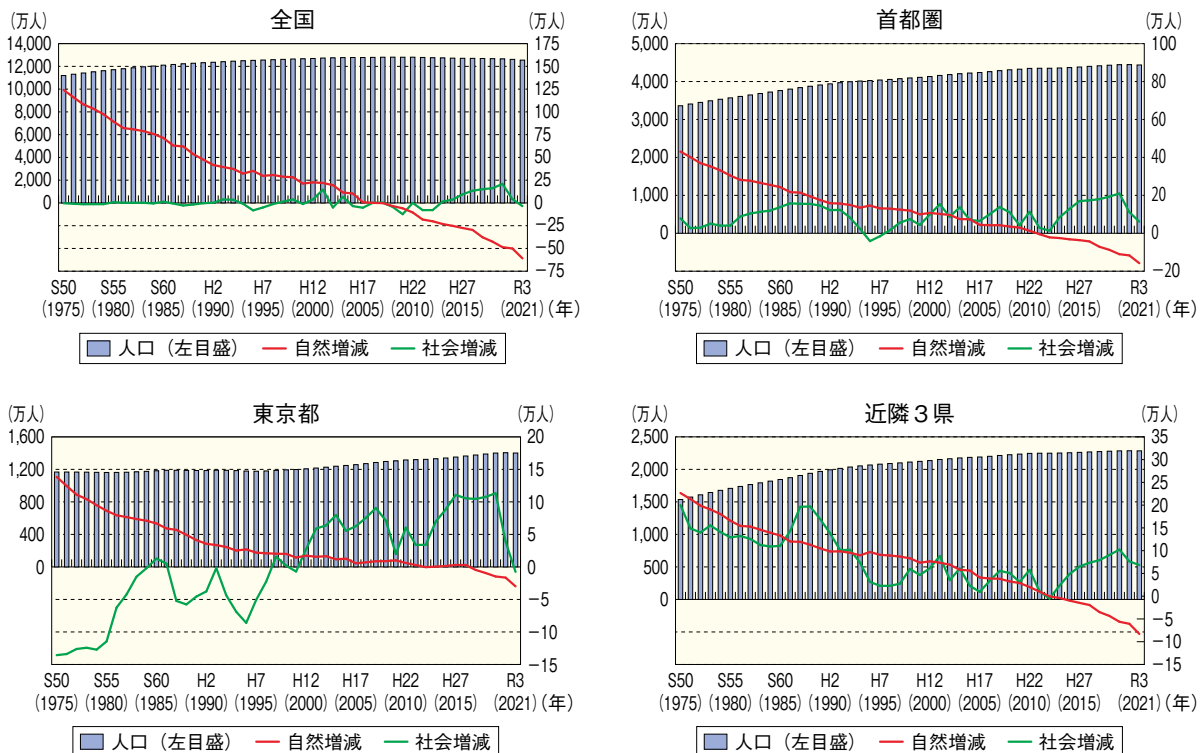 全国
(万人)
(万人)
14,000
12,000
10,000
8,000
6,000
4,000
2,000
0
175
150
125
100
75
50
25
0
−25
−50
−75
S50 S55 S60 H2 H7 H12 H17 H22 H27 R3
(1975) (1980) (1985) (1990) (1995) (2000) (2005) (2010) (2015) (2021) (年)
人口（左目盛） 自然増減 社会増減
首都圏
(万人)
(万人)
5,000
4,000
3,000
2,000
1,000
0
100
80
60
40
20
0
−20
S50 S55 S60 H2 H7 H12 H17 H22 H27 R3
(1975) (1980) (1985) (1990) (1995) (2000) (2005) (2010) (2015) (2021) (年)
人口（左目盛） 自然増減 社会増減
東京都
(万人)
(万人)
1,600
1,200
800
400
0
20
15
10
5
0
−5
−10
−15
S50 S55 S60 H2 H7 H12 H17 H22 H27 R3
(1975) (1980) (1985) (1990) (1995) (2000) (2005) (2010) (2015) (2021) (年)
人口（左目盛） 自然増減 社会増減
近隣３県
(万人)
(万人)
2,500
2,000
1,500
1,000
500
0
35
30
25
20
15
10
5
0
−5
−10
−15
S50 S55 S60 H2 H7 H12 H17 H22 H27 R3
(1975) (1980) (1985) (1990) (1995) (2000) (2005) (2010) (2015) (2021) (年)
人口（左目盛） 自然増減 社会増減